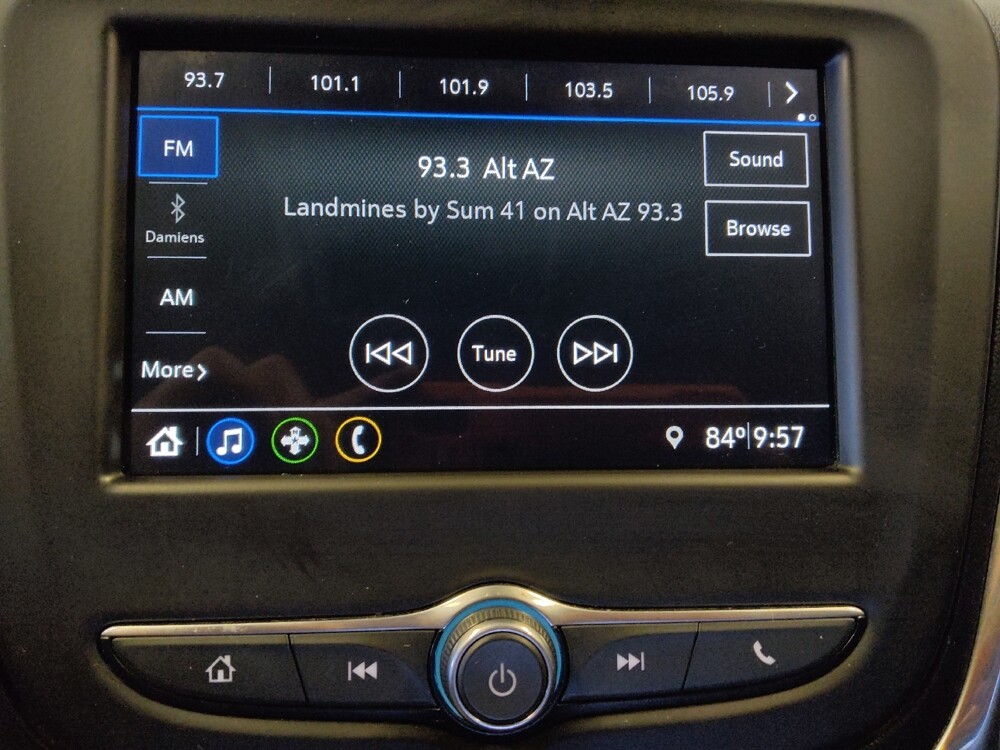 93.7 101.1 101.9 103.5 105.9
FM
93.3 Alt AZ
Sound
Landmines by Sum 41 on Alt AZ 93.3
Browse
Damiens
AM
Tune
More
84° 9:57